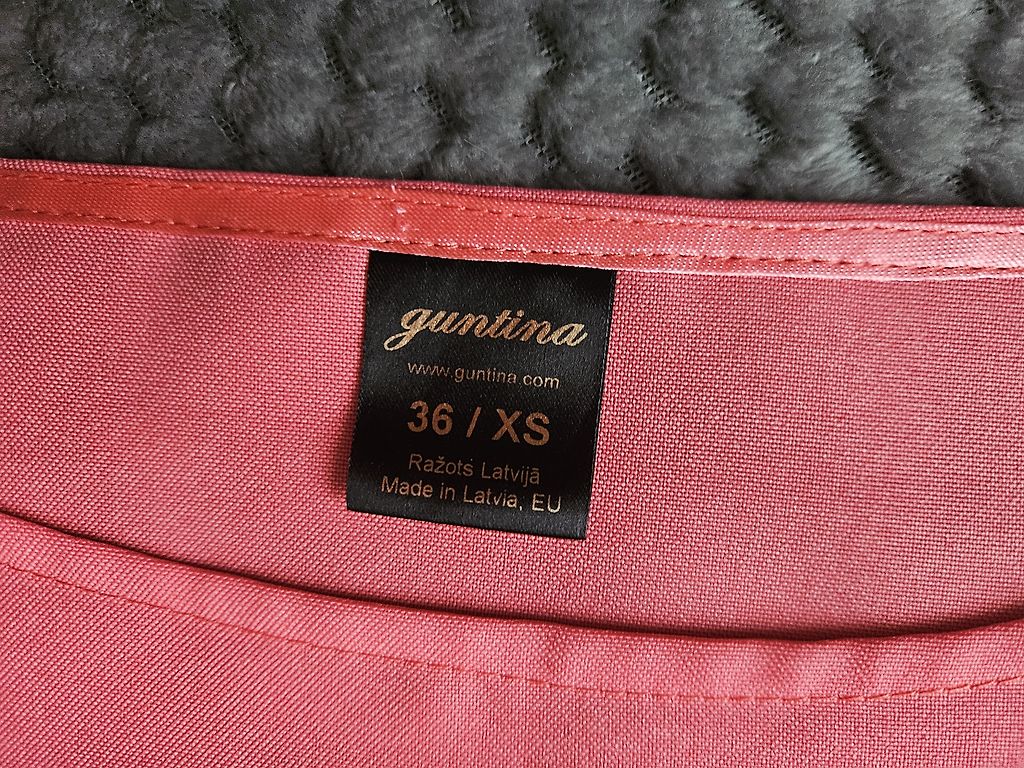 guntina
www.guntina.com
36 / XS
Ražots Latvijā
Made in Latvia, EU